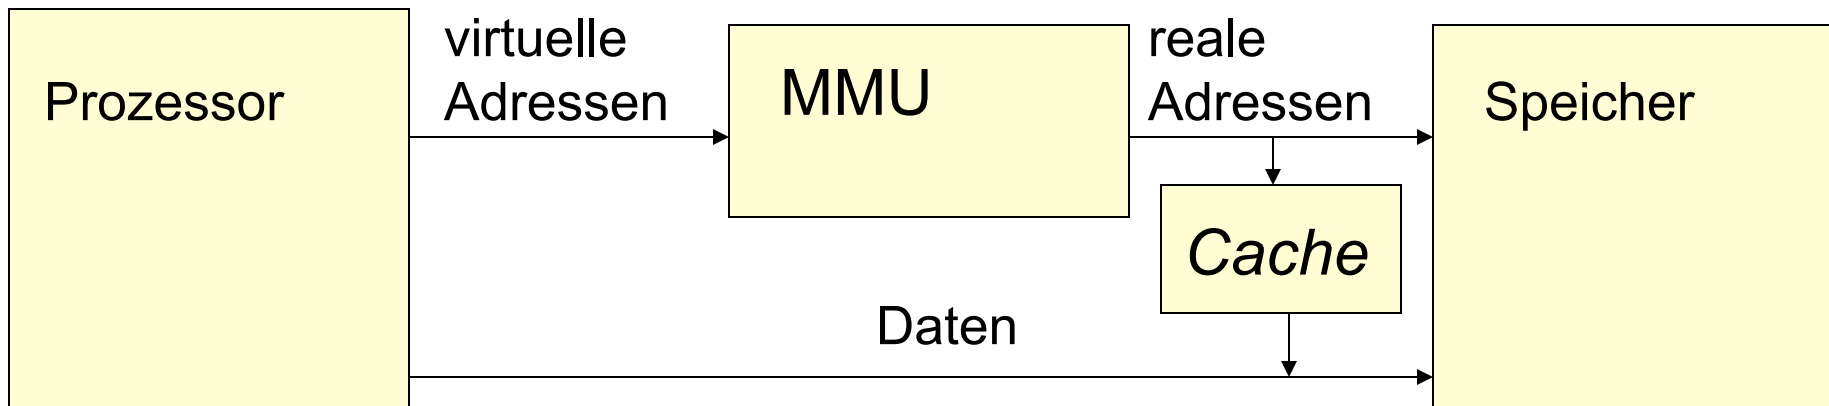 Prozessor
virtuelle
Adressen
MMU
reale
Adressen
Speicher
Cache
Daten